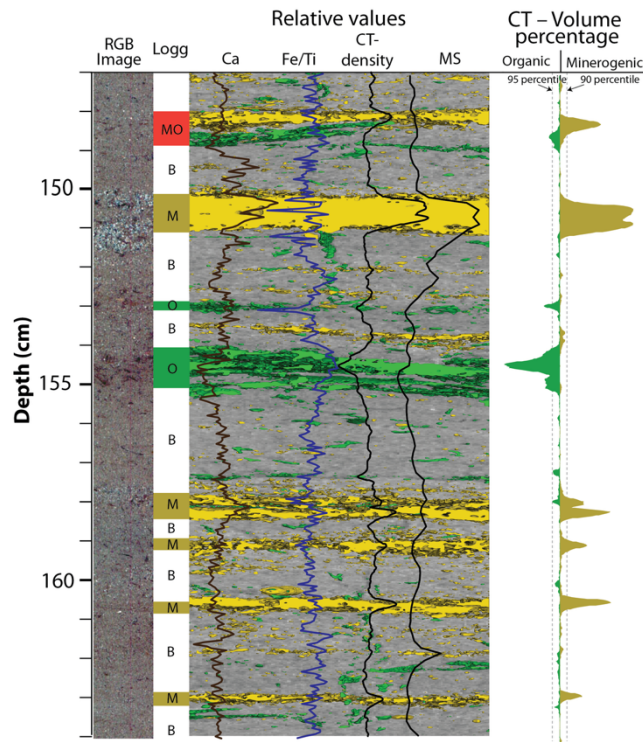 Relative values
CT – Volume
percentage
RGB
Image
Logg
Ca
Fe/Ti
CT-
density
MS
Organic
Minerogenic
95 percentile
90 percentile
MO
B
150
M
B
O
B
O
155
B
M
B
M
160
B
M
B
M
B
Depth (cm)